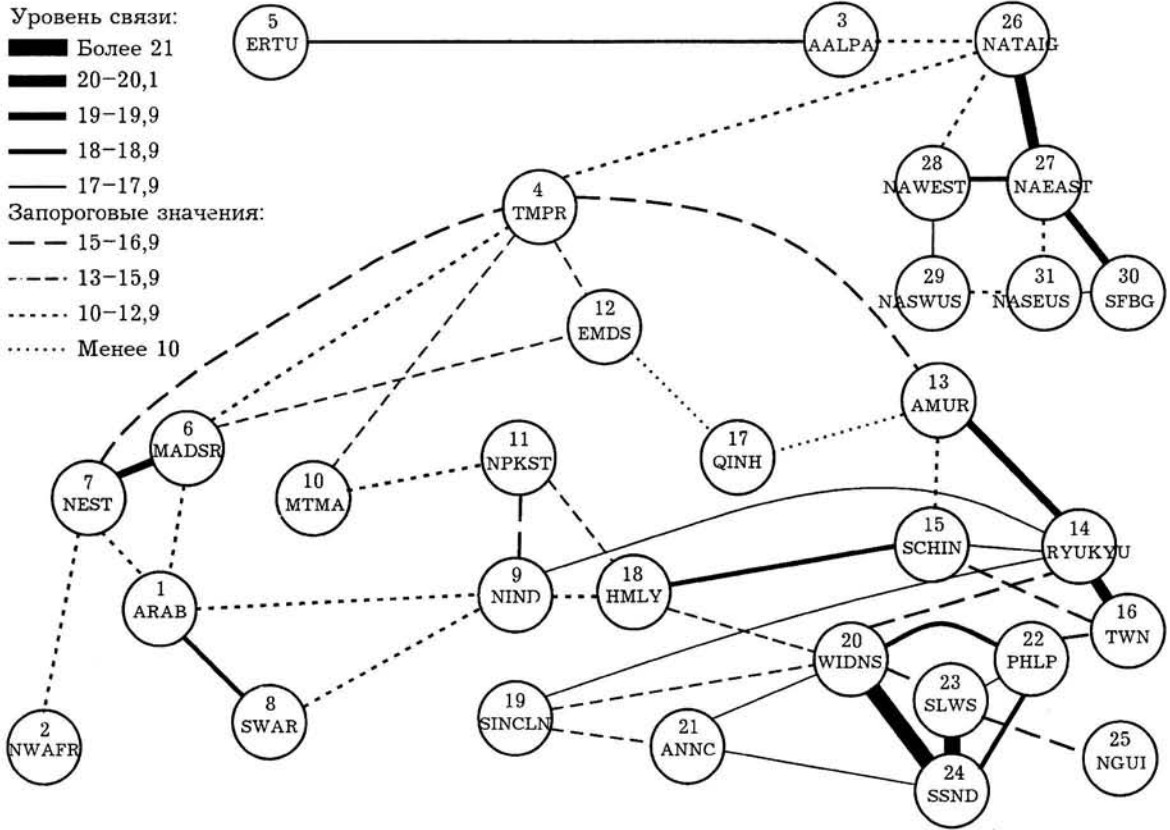 Уровень связи:
Более 21
20–20,1
19–19,9
18–18,9
17–17,9
Запороговые значения:
15–16,9
13–15,9
10–12,9
Менее 10
5
ERTU
3
AALPA
26
NATAIG
28
NAWEST
27
NAEAST
4
TMPR
29
NASWUS
31
NASEUS
30
SFBG
12
EMDS
13
AMUR
6
MADSR
11
NPKST
17
QINH
7
NEST
10
MTMA
15
SCHIN
14
RYUKYU
1
ARAB
9
NIND
18
HMLY
16
TWN
20
WIDNS
22
PHLP
23
SLWS
8
SWAR
19
SINCLN
2
NWAFR
21
ANNC
25
NGUI
24
SSND